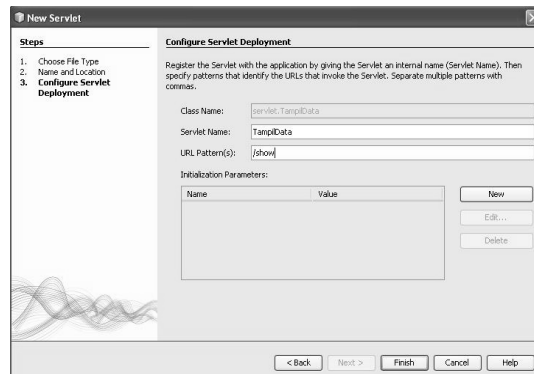 New Servlet
Steps
1. Choose File Type
2. Name and Location
3. Configure Servlet
Deployment
Configure Servlet Deployment
Register the Servlet with the application by giving the Servlet an internal name (Servlet Name). Then
specify patterns that identify the URLs that invoke the Servlet. Separate multiple patterns with
commas.
Class Name: servlet.TampilData
Servlet Name: TampilData
URL Pattern(s): /show
Initialization Parameters:
Name Value
New
Edit...
Delete
< Back Next > Finish Cancel Help